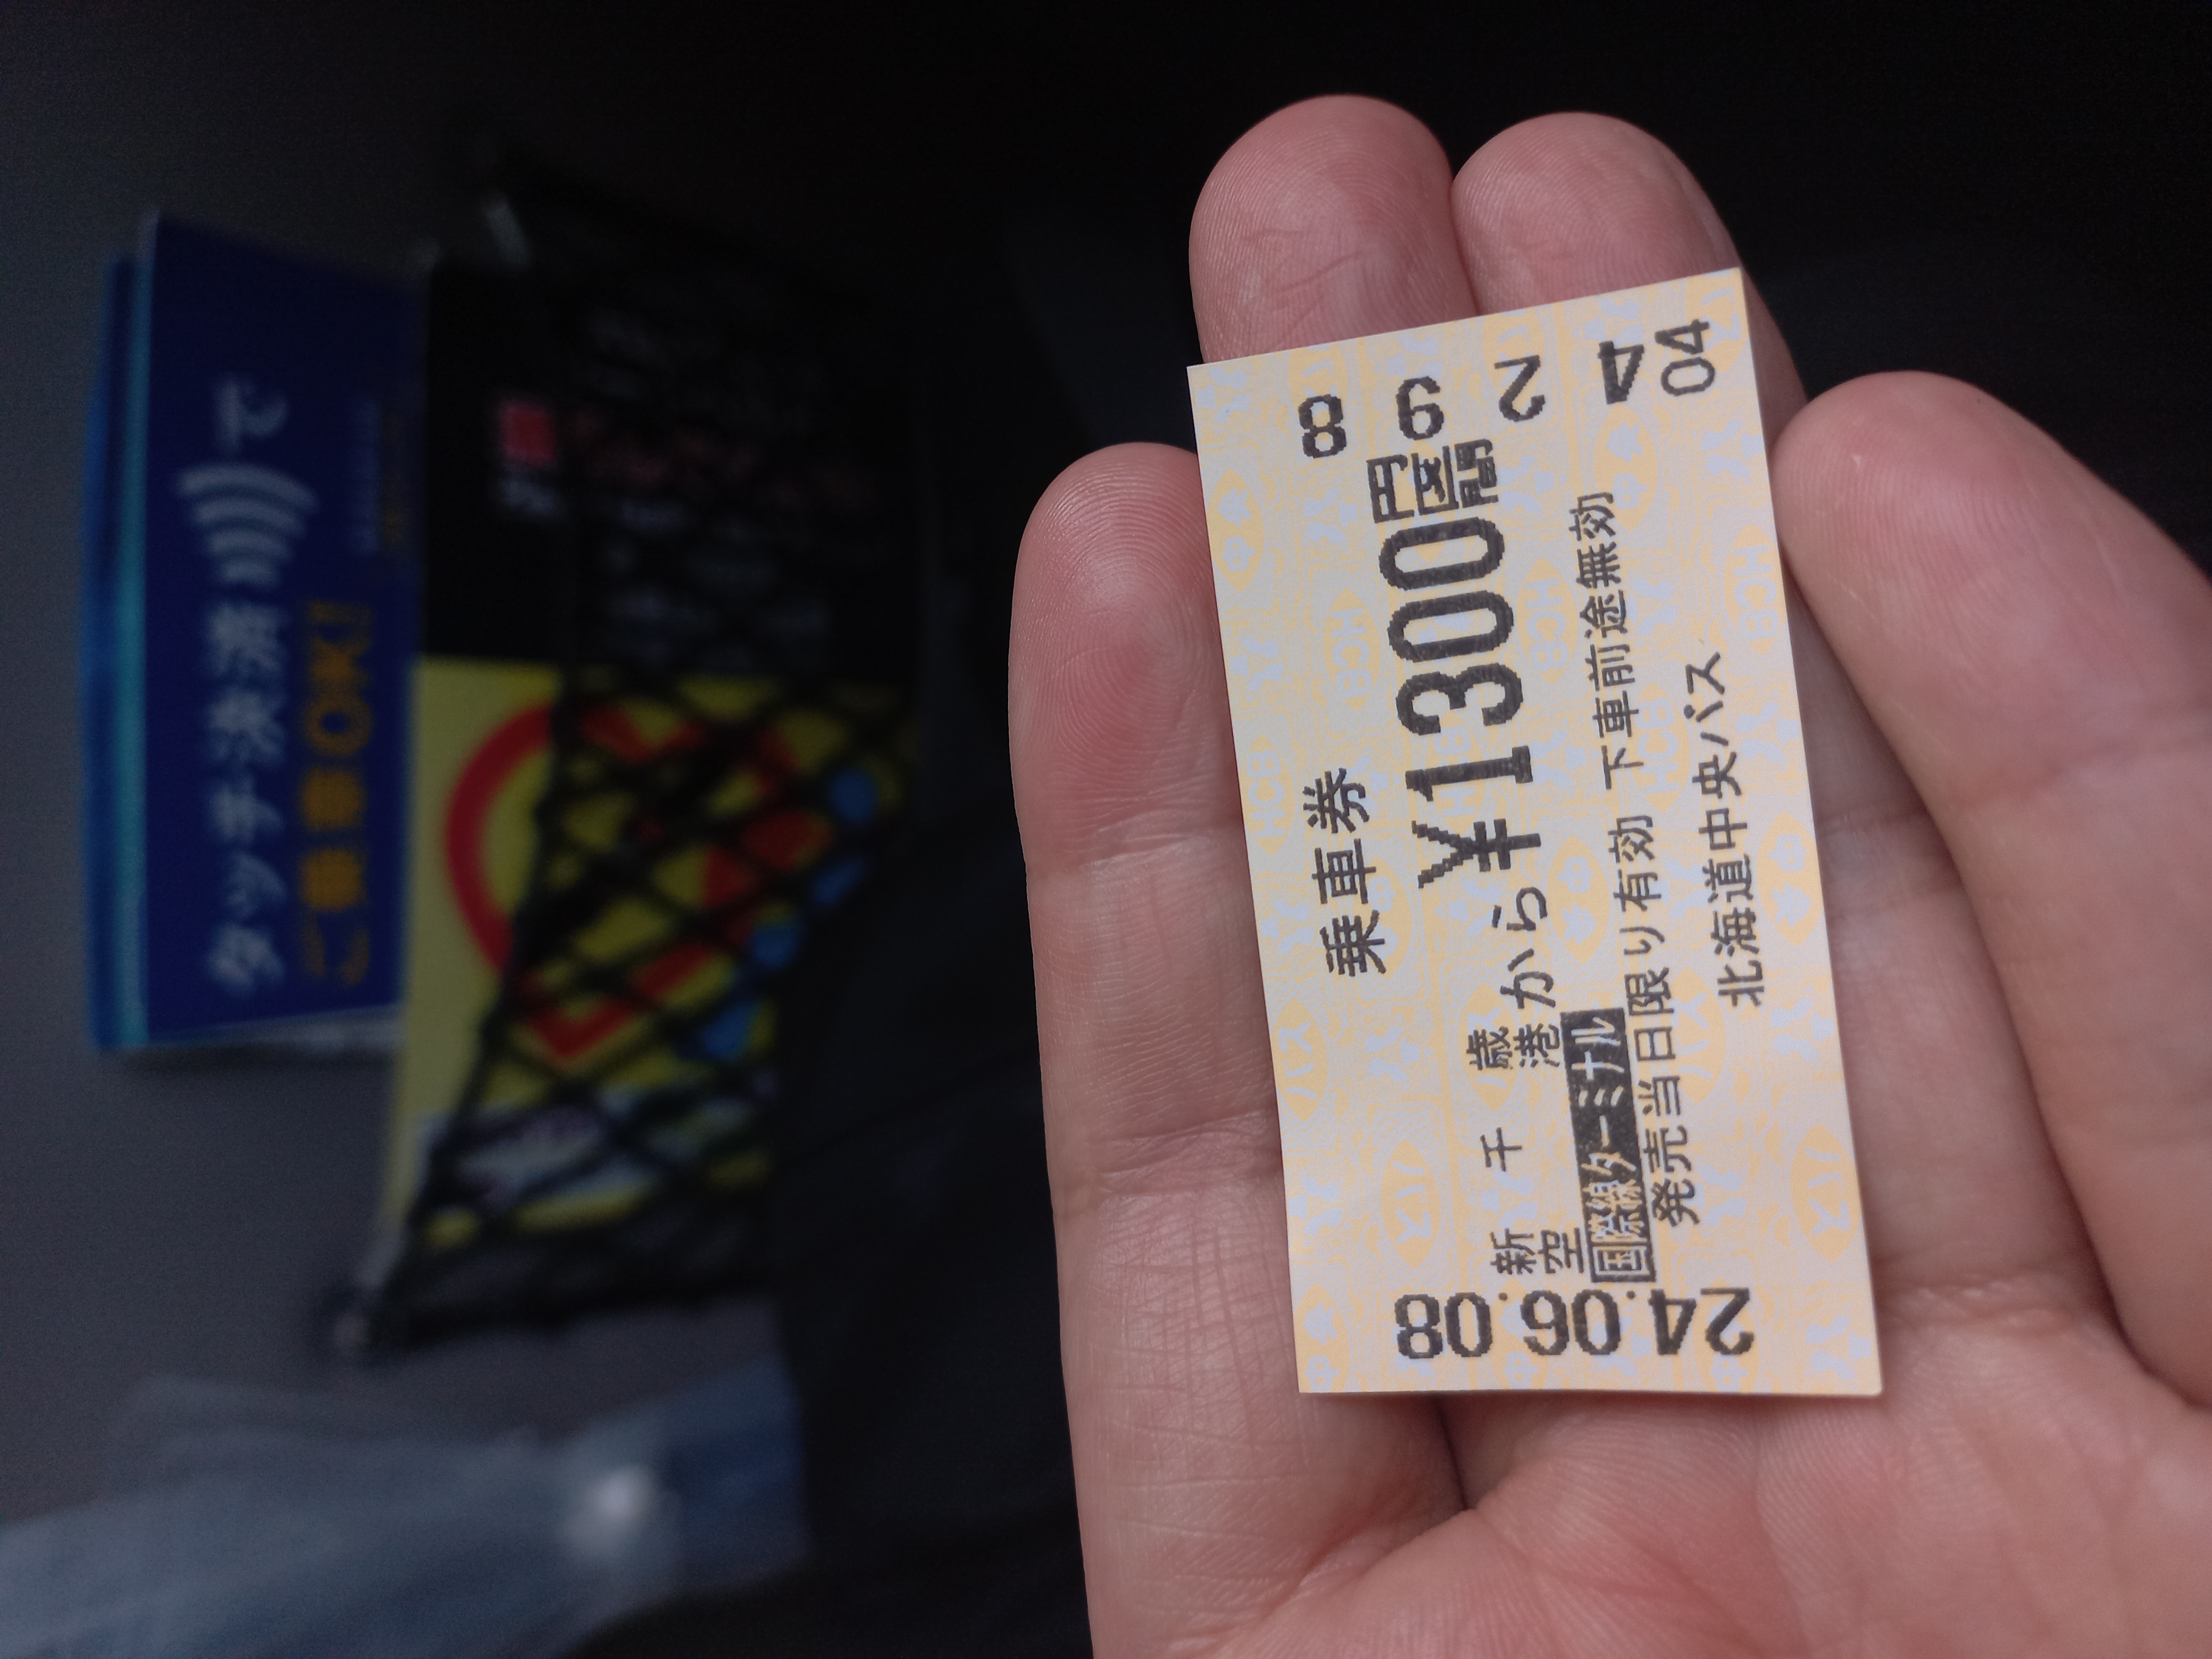 タッチ決済で
ご乗車OK!
乗車券
新千歳空港から ¥1300円区間
国際線ターミナル
発売当日限り有効 下車前途無効
北海道中央バス
24.06.08
04